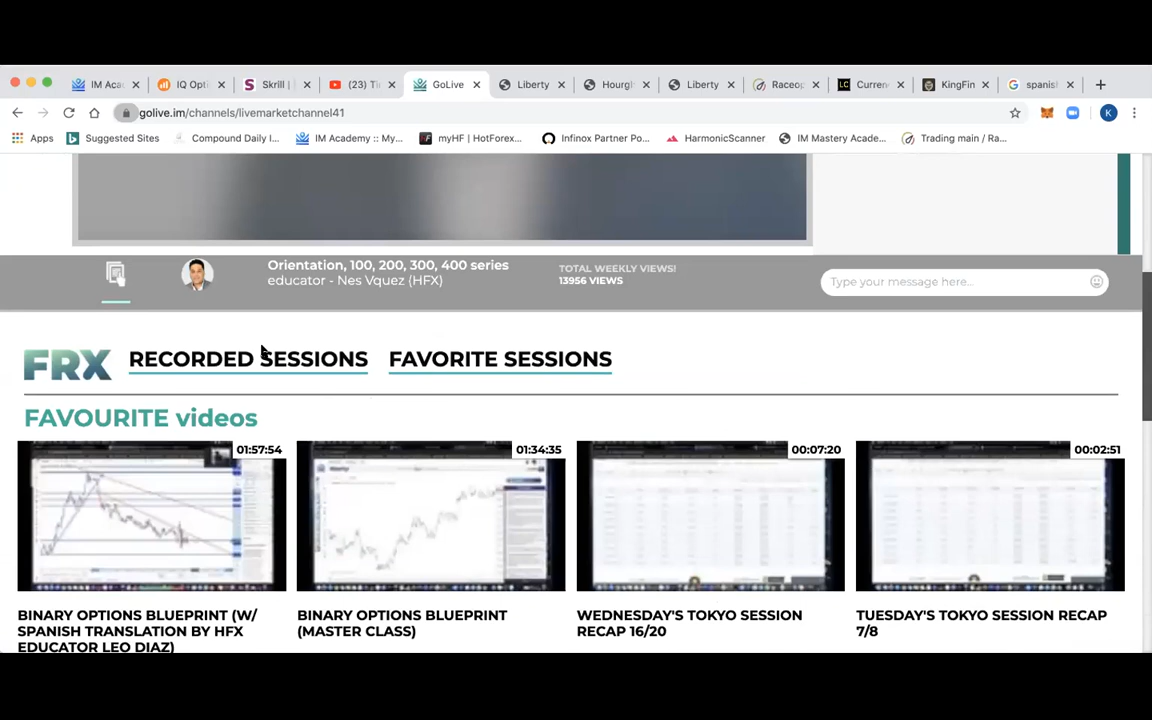 IM Aca
IQ Opti
Skrill |
(23) Ti
GoLive
Liberty
Hourgl
Liberty
Raceop
Curren
KingFin
spanish
golive.im/channels/livemarketchannel41
K
Apps
Suggested Sites
Compound Daily I...
IM Academy :: My...
myHF | HotForex...
Infinox Partner Po...
HarmonicScanner
IM Mastery Acade...
Trading main / Ra...
Orientation, 100, 200, 300, 400 series
educator - Nes Vquez (HFX)
TOTAL WEEKLY VIEWS!
13956 VIEWS
Type your message here...
FRX
RECORDED SESSIONS
FAVORITE SESSIONS
FAVOURITE videos
01:57:54
01:34:35
00:07:20
00:02:51
BINARY OPTIONS BLUEPRINT (W/
SPANISH TRANSLATION BY HFX
EDUCATOR LEO DIAZ)
BINARY OPTIONS BLUEPRINT
(MASTER CLASS)
WEDNESDAY'S TOKYO SESSION
RECAP 16/20
TUESDAY'S TOKYO SESSION RECAP
7/8